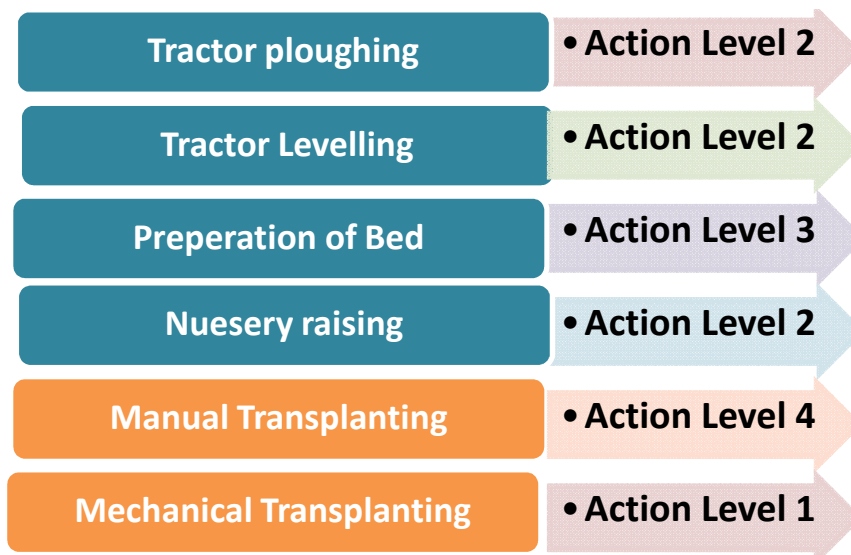 Tractor ploughing
• Action Level 2
Tractor Levelling
• Action Level 2
Preperation of Bed
• Action Level 3
Nuesery raising
• Action Level 2
Manual Transplanting
• Action Level 4
Mechanical Transplanting
• Action Level 1